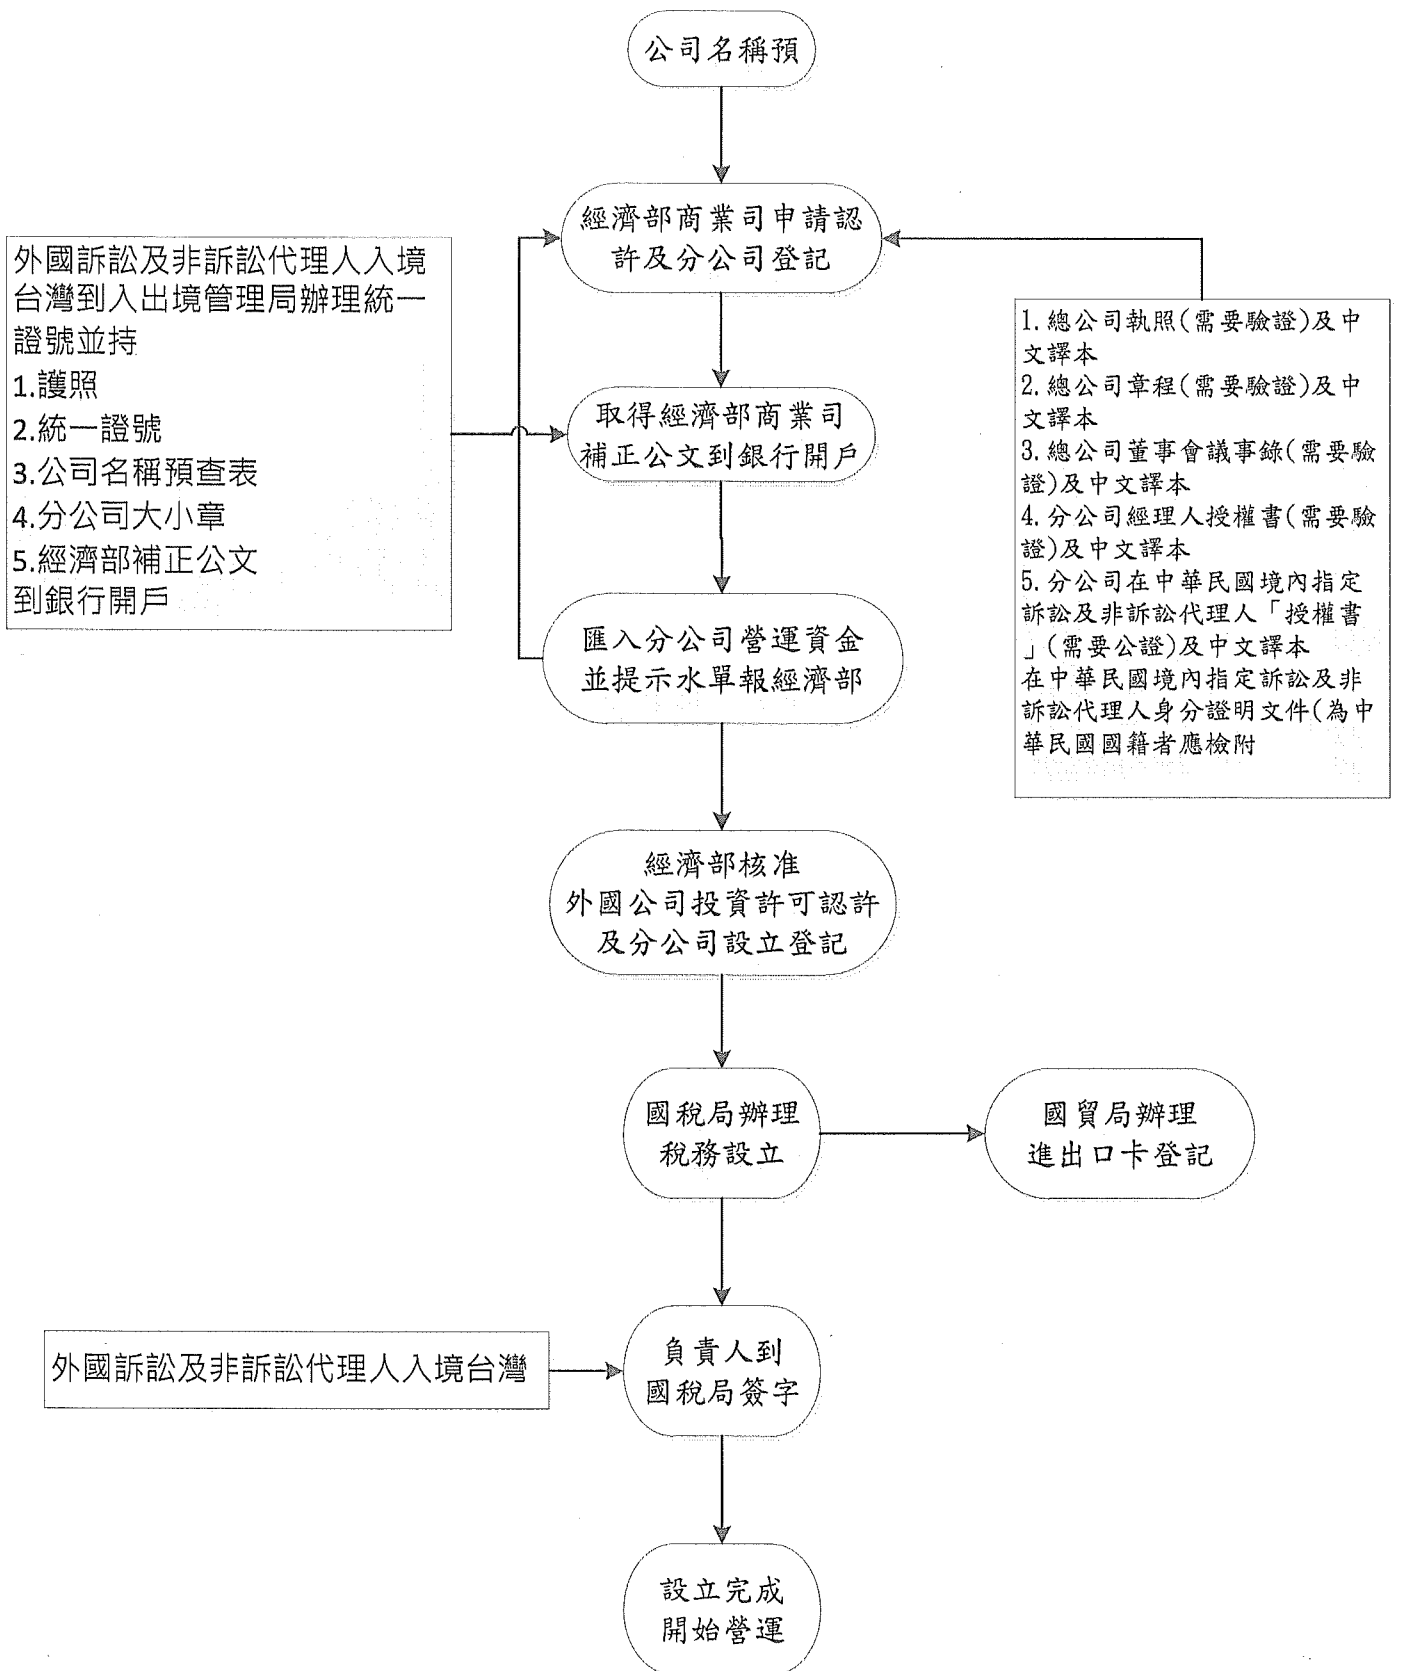 公司名稱預
經濟部商業司申請認
許及分公司登記
外國訴訟及非訴訟代理人入境
台灣到入出境管理局辦理統一
證號並持
1.護照
2.統一證號
3.公司名稱預查表
4.分公司大小章
5.經濟部補正公文
到銀行開戶
1.總公司執照(需要驗證)及中
文譯本
2.總公司章程(需要驗證)及中
文譯本
3.總公司董事會議事錄(需要驗
證)及中文譯本
4.分公司經理人授權書(需要驗
證)及中文譯本
5.分公司在中華民國境內指定
訴訟及非訴訟代理人「授權書
」(需要公證)及中文譯本
在中華民國境內指定訴訟及非
訴訟代理人身分證明文件(為中
華民國國籍者應檢附
取得經濟部商業司
補正公文到銀行開戶
匯入分公司營運資金
並提示水單報經濟部
經濟部核准
外國公司投資許可認許
及分公司設立登記
國稅局辦理
稅務設立
國貿局辦理
進出口卡登記
外國訴訟及非訴訟代理人入境台灣
負責人到
國稅局簽字
設立完成
開始營運